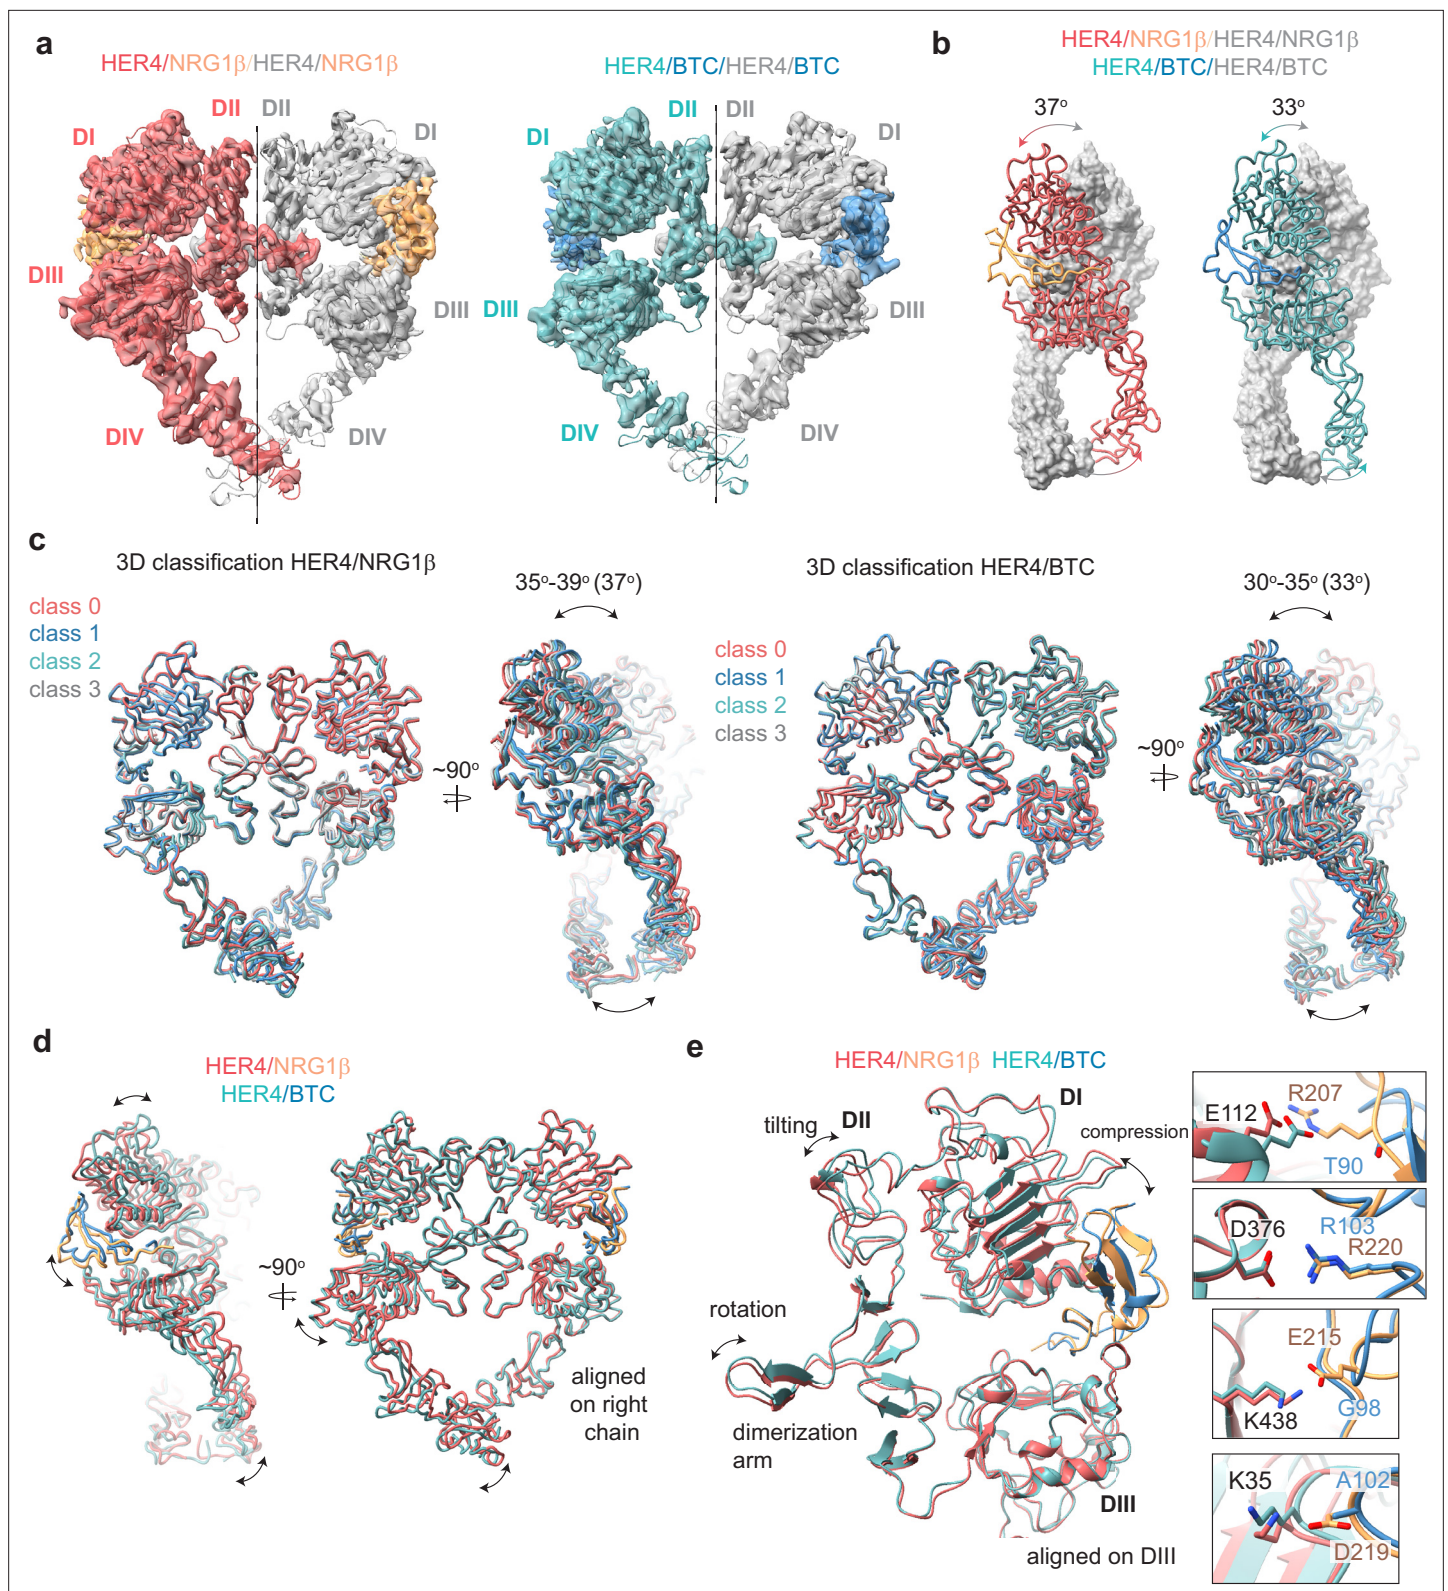 a
HER4/NRG1β/HER4/NRG1β
HER4/BTC/HER4/BTC
DII DII
DI
DI
DIII
DIII
DIV
DIV
DII DII
DI
DI
DIII
DIII
DIV
DIV
b
HER4/NRG1β/HER4/NRG1β
HER4/BTC/HER4/BTC
37°
33°
c
3D classification HER4/NRG1β
class 0
class 1
class 2
class 3
~90°
35°-39° (37°)
3D classification HER4/BTC
class 0
class 1
class 2
class 3
~90°
30°-35° (33°)
d
HER4/NRG1β
HER4/BTC
~90°
aligned
on right
chain
e
HER4/NRG1β HER4/BTC
DI
DII
tilting
compression
rotation
dimerization
arm
DIII
aligned on DIII
R207
E112
T90
D376
R103
R220
E215
K438
G98
K35
A102
D219